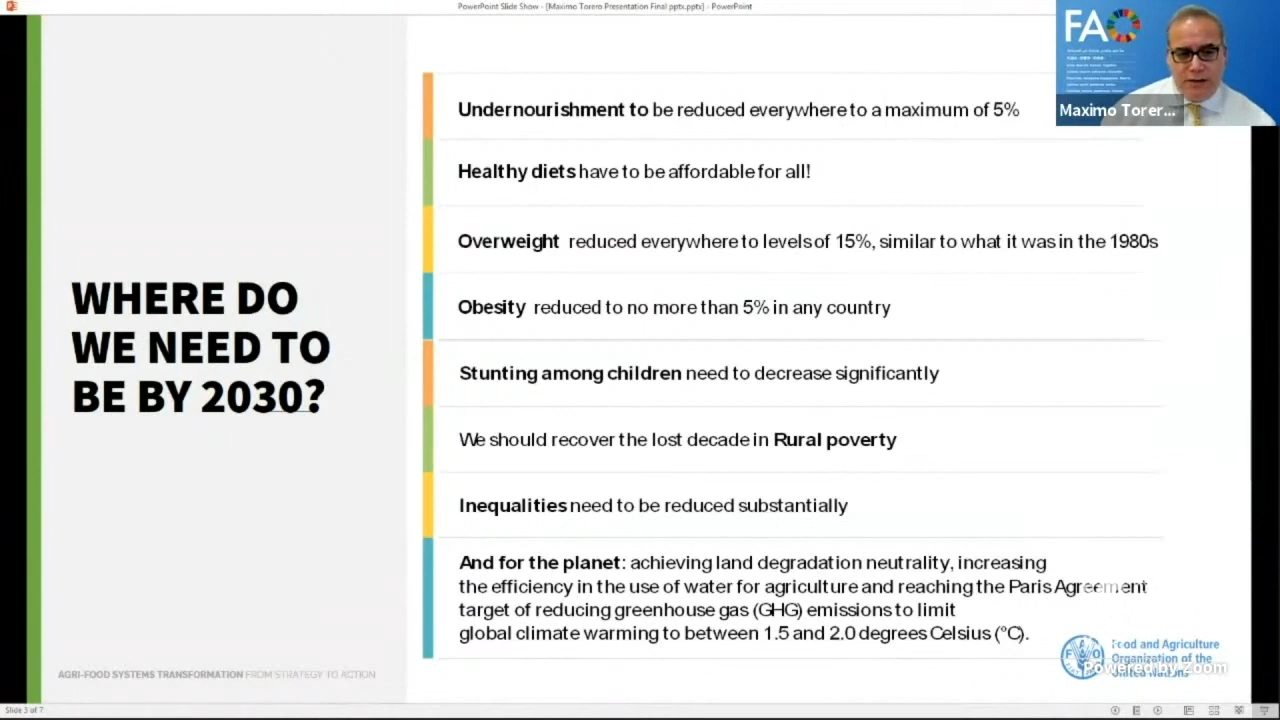 PowerPoint Slide Show - [Maximo Torero Presentation Final pptx.pptx] - PowerPoint
FAO
Maximo Torer...
WHERE DO
WE NEED TO
BE BY 2030?
Undernourishment to be reduced everywhere to a maximum of 5%
Healthy diets have to be affordable for all!
Overweight reduced everywhere to levels of 15%, similar to what it was in the 1980s
Obesity reduced to no more than 5% in any country
Stunting among children need to decrease significantly
We should recover the lost decade in Rural poverty
Inequalities need to be reduced substantially
And for the planet: achieving land degradation neutrality, increasing
the efficiency in the use of water for agriculture and reaching the Paris Agreement
target of reducing greenhouse gas (GHG) emissions to limit
global climate warming to between 1.5 and 2.0 degrees Celsius (°C).
AGRI-FOOD SYSTEMS TRANSFORMATION FROM STRATEGY TO ACTION
Food and Agriculture
Organization of the
United Nations
Powered by Zoom
Slide 3 of 7